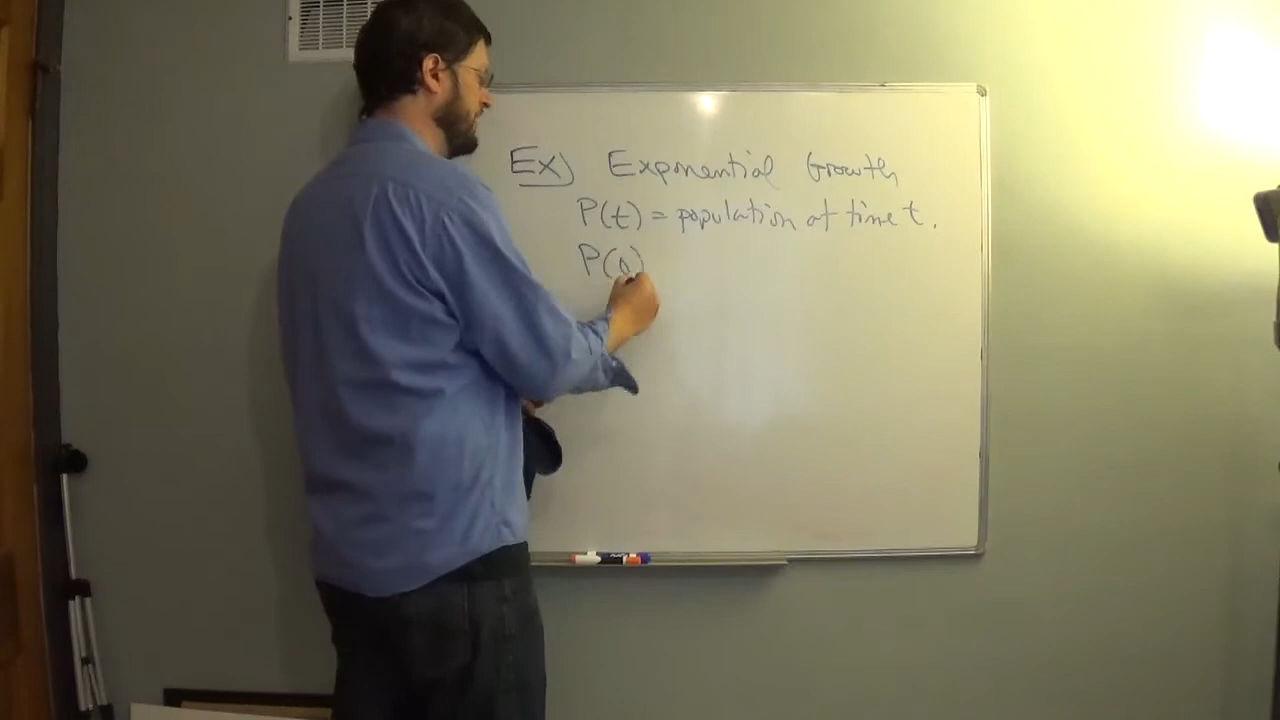 Ex) Exponential Growth
P(t) = population at time t.
P(0)